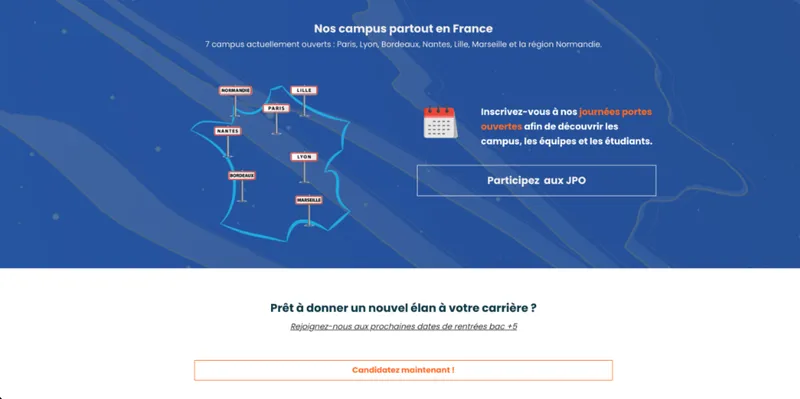 Nos campus partout en France
7 campus actuellement ouverts : Paris, Lyon, Bordeaux, Nantes, Lille, Marseille et la région Normandie.
NORMANDIE
LILLE
PARIS
NANTES
LYON
BORDEAUX
MARSEILLE
Inscrivez-vous à nos journées portes
ouvertes afin de découvrir les
campus, les équipes et les étudiants.
Participez aux JPO
Prêt à donner un nouvel élan à votre carrière ?
Rejoignez-nous aux prochaines dates de rentrées bac +5
Candidatez maintenant !